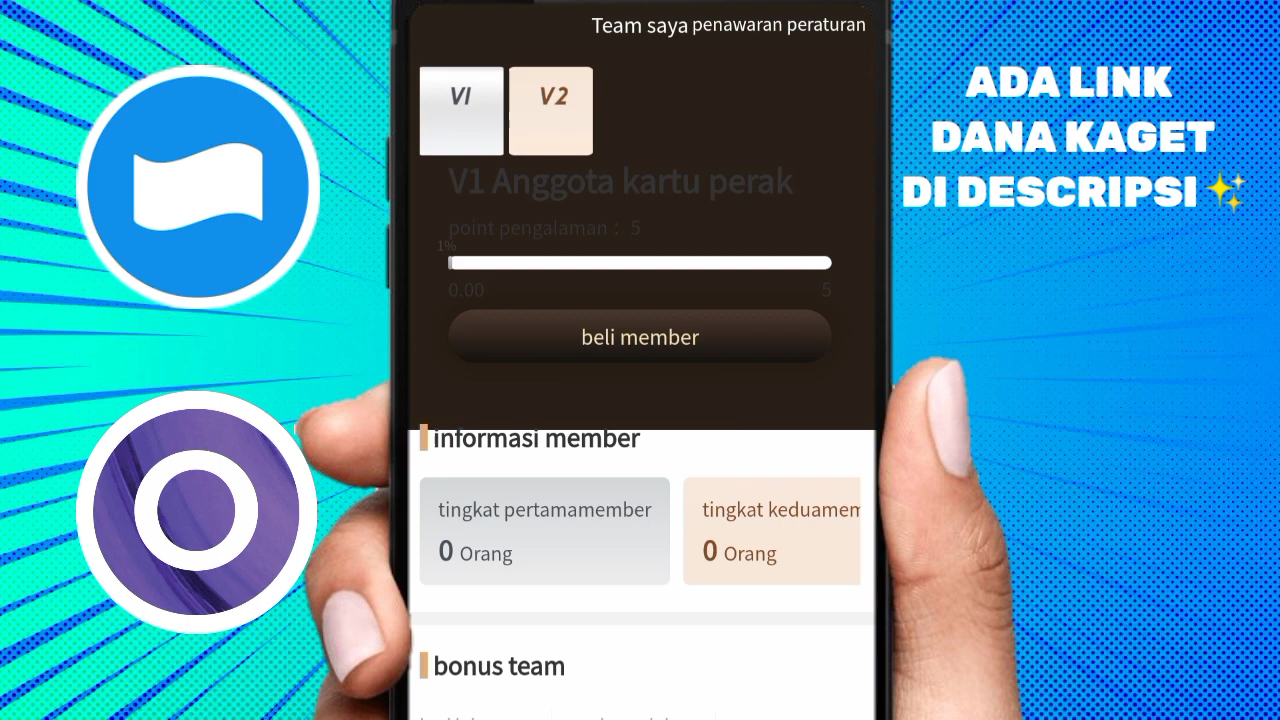 Team saya penawaran peraturan
V1
V2
V1 Anggota kartu perak
point pengalaman : 5
1%
0.00
5
beli member
informasi member
tingkat pertamamember
0 Orang
tingkat keduamem
0 Orang
bonus team
ADA LINK
DANA KAGET
DI DESCRIPSI ✨